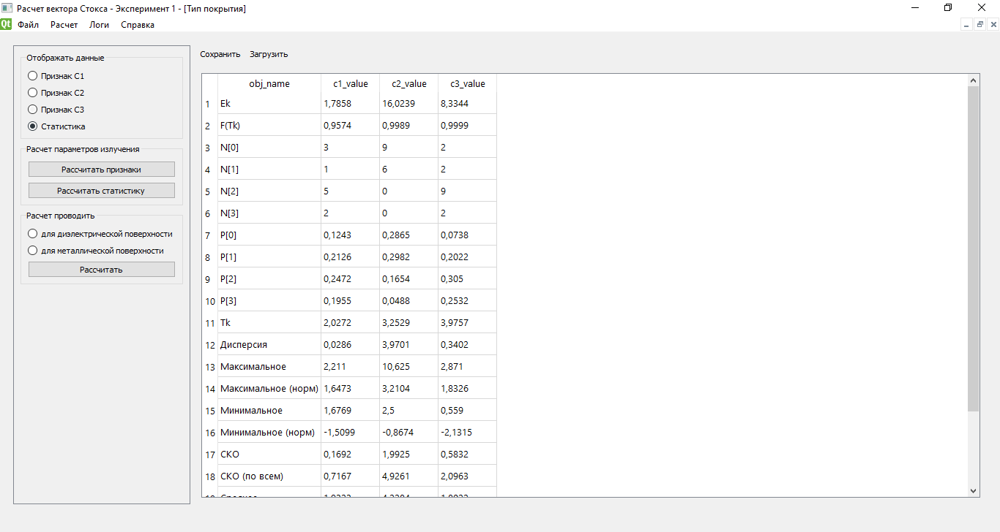 Расчет вектора Стокса - Эксперимент 1 - [Тип покрытия]
Qt Файл Расчет Логи Справка
Отображать данные
Признак C1
Признак C2
Признак C3
Статистика
Расчет параметров излучения
Рассчитать признаки
Рассчитать статистику
Расчет проводить
для диэлектрической поверхности
для металлической поверхности
Рассчитать
Сохранить Загрузить
obj_name c1_value c2_value c3_value
1 Ek 1,7858 16,0239 8,3344
2 F(Tk) 0,9574 0,9989 0,9999
3 N[0] 3 9 2
4 N[1] 1 6 2
5 N[2] 5 0 9
6 N[3] 2 0 2
7 P[0] 0,1243 0,2865 0,0738
8 P[1] 0,2126 0,2982 0,2022
9 P[2] 0,2472 0,1654 0,305
10 P[3] 0,1955 0,0488 0,2532
11 Tk 2,0272 3,2529 3,9757
12 Дисперсия 0,0286 3,9701 0,3402
13 Максимальное 2,211 10,625 2,871
14 Максимальное (норм) 1,6473 3,2104 1,8326
15 Минимальное 1,6769 2,5 0,559
16 Минимальное (норм) -1,5099 -0,8674 -2,1315
17 СКО 0,1692 1,9925 0,5832
18 СКО (по всем) 0,7167 4,9261 2,0963